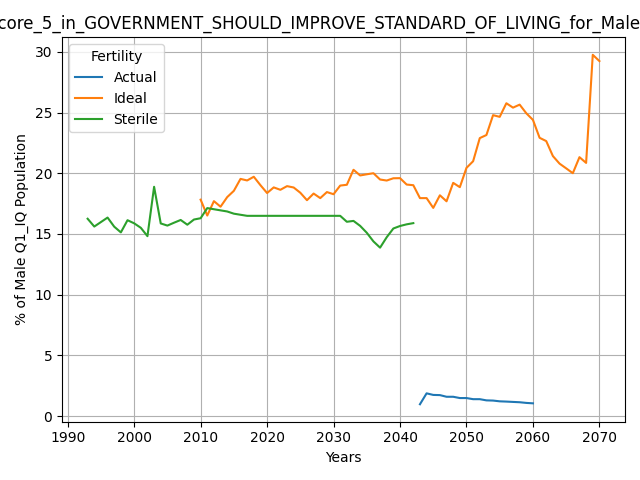 core_5_in_GOVERNMENT_SHOULD_IMPROVE_STANDARD_OF_LIVING_for_Male
Fertility
Actual
Ideal
Sterile
% of Male Q1_IQ Population
30
25
20
15
10
5
0
1990 2000 2010 2020 2030 2040 2050 2060 2070
Years